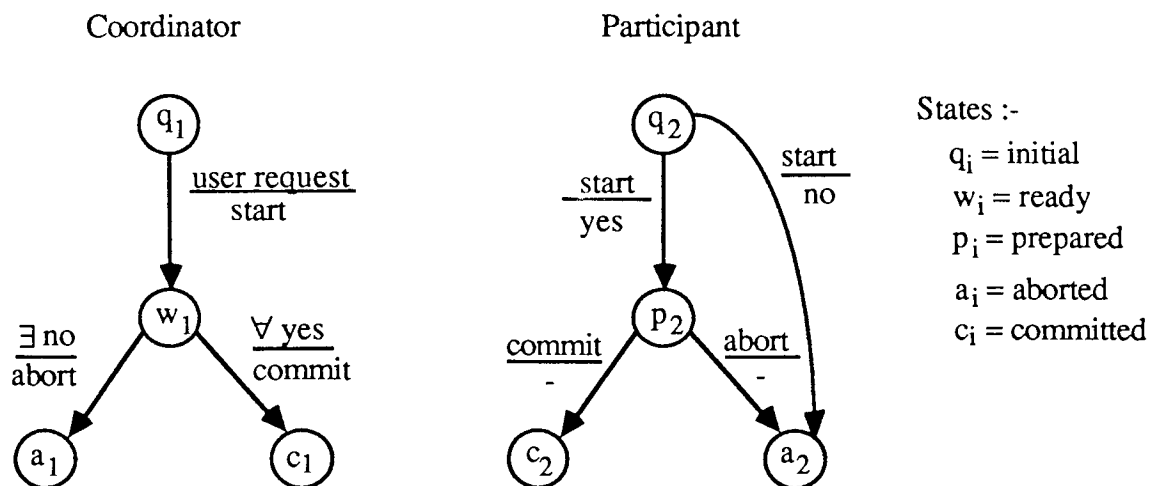 Coordinator
Participant
q1
user request
start
w1
∃ no
abort
∀ yes
commit
a1
c1
q2
start
yes
start
no
p2
commit
-
abort
-
c2
a2
States :-
qi = initial
wi = ready
pi = prepared
ai = aborted
ci = committed